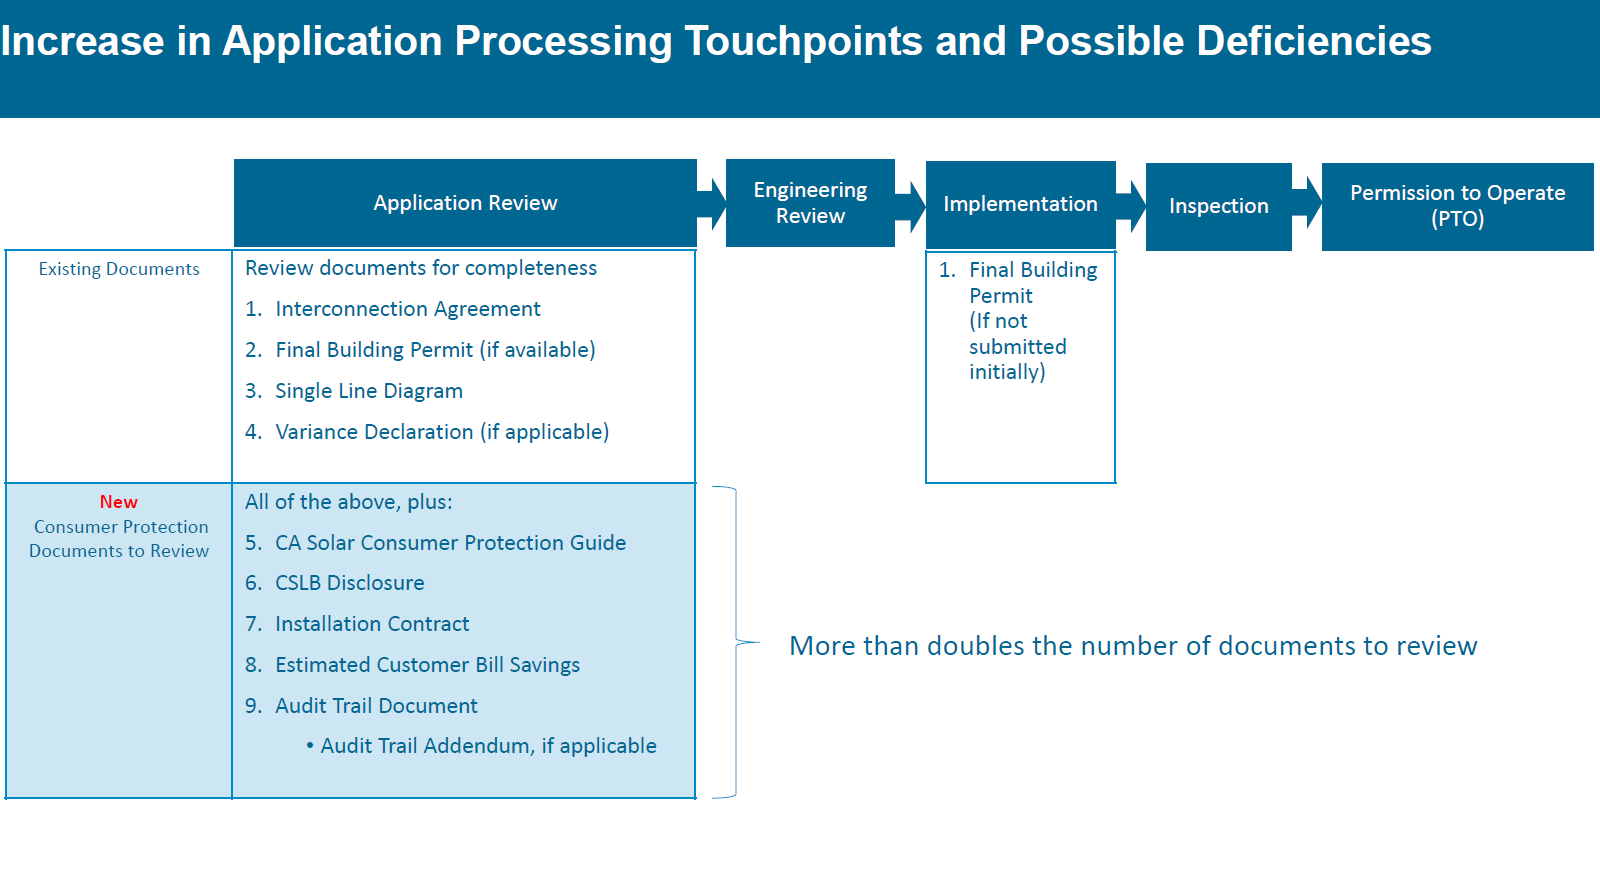 Increase in Application Processing Touchpoints and Possible Deficiencies
Application Review
Engineering
Review
Implementation
Inspection
Permission to Operate
(PTO)
Existing Documents
Review documents for completeness
1. Interconnection Agreement
2. Final Building Permit (if available)
3. Single Line Diagram
4. Variance Declaration (if applicable)
1. Final Building
Permit
(If not
submitted
initially)
New
Consumer Protection
Documents to Review
All of the above, plus:
5. CA Solar Consumer Protection Guide
6. CSLB Disclosure
7. Installation Contract
8. Estimated Customer Bill Savings
9. Audit Trail Document
• Audit Trail Addendum, if applicable
More than doubles the number of documents to review